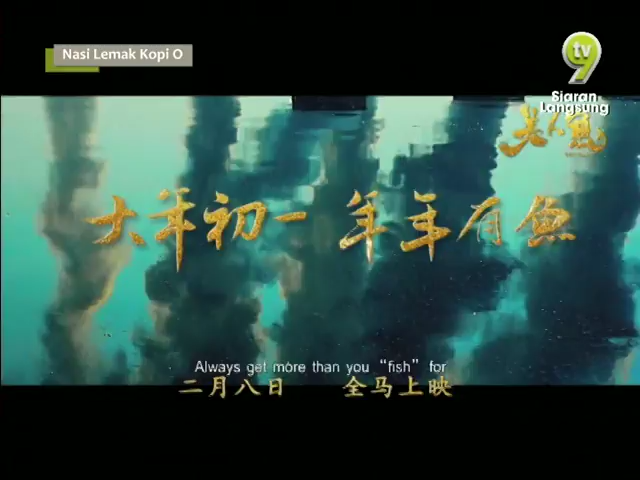 Nasi Lemak Kopi O
tv9
Siaran
Langsung
美人鱼
大年初一 年年有魚
Always get more than you “fish” for
二月八日 全马上映